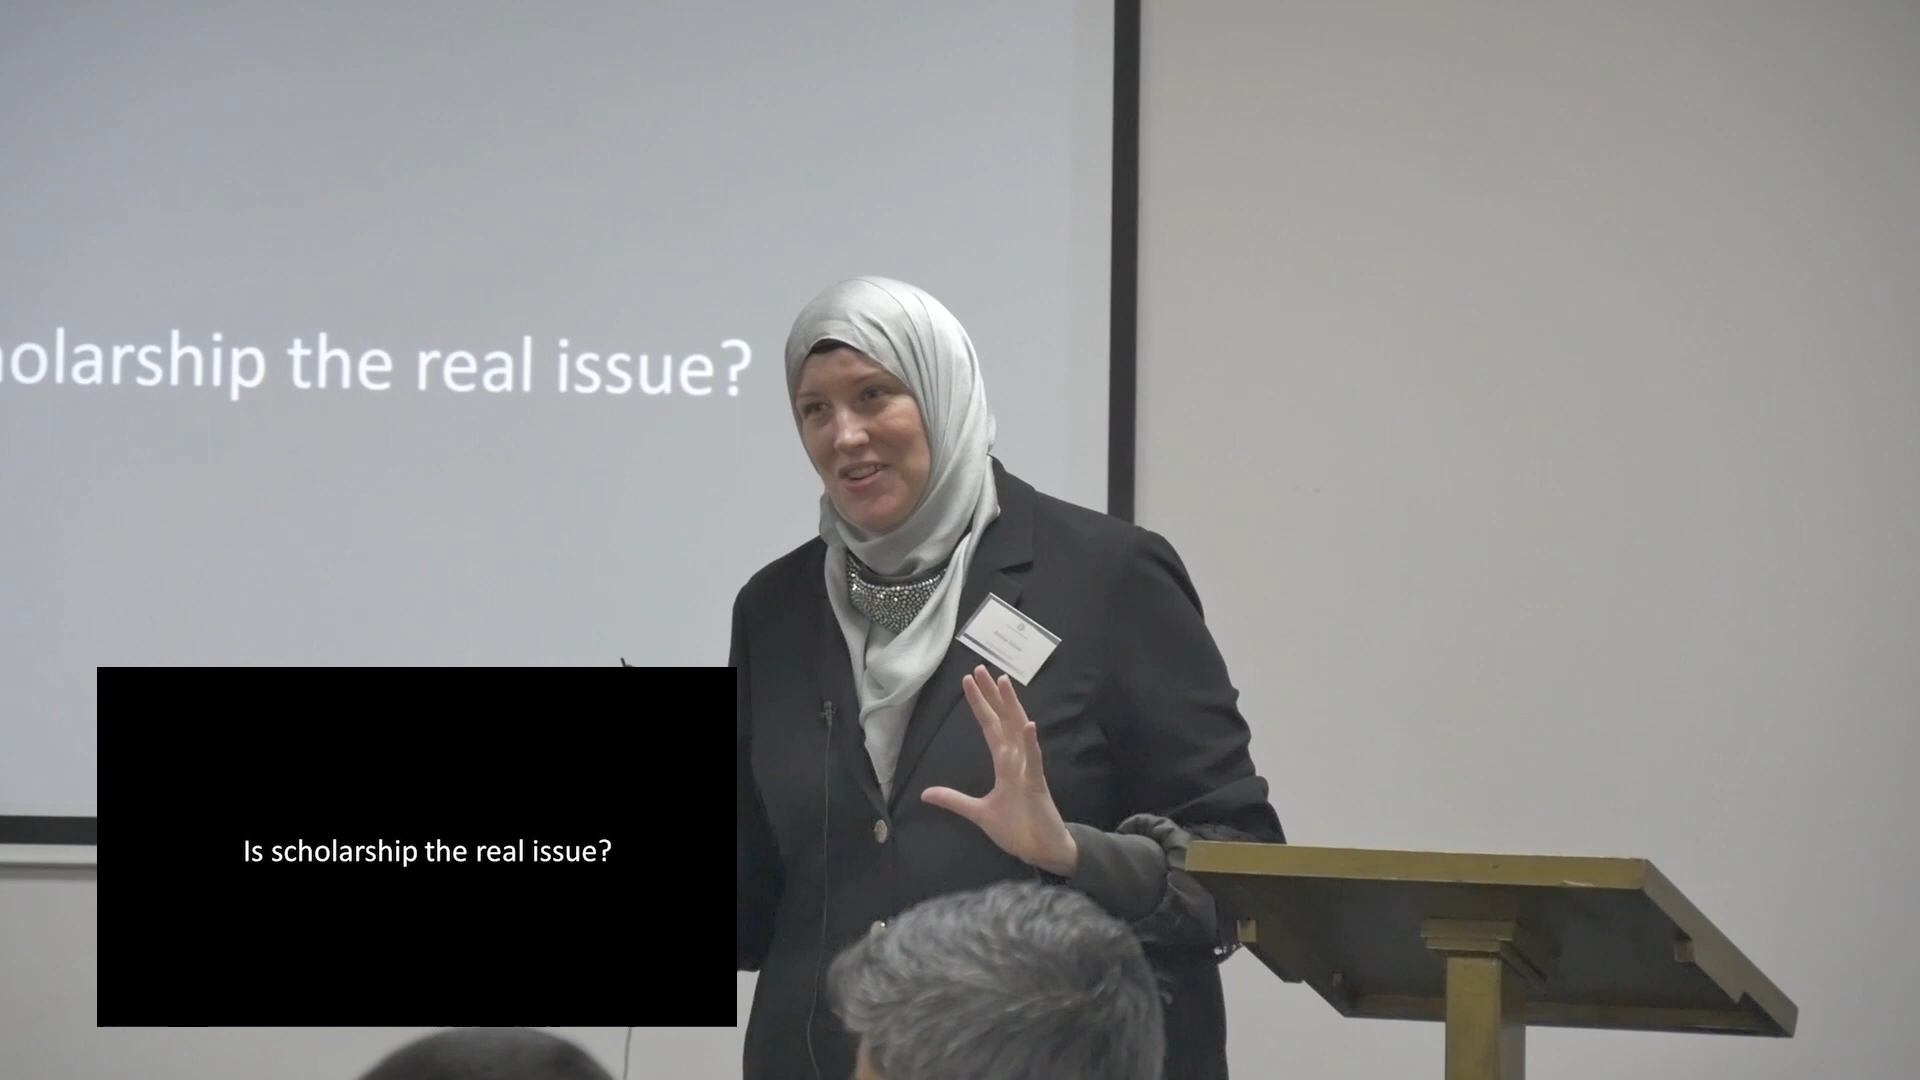 holarship the real issue?
Is scholarship the real issue?